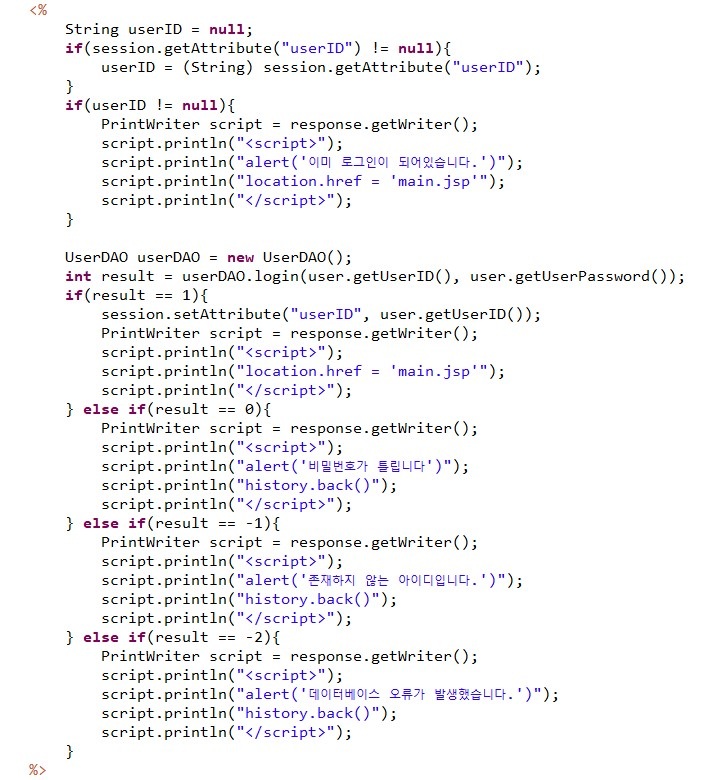 <%
String userID = null;
if(session.getAttribute("userID") != null){
userID = (String) session.getAttribute("userID");
}
if(userID != null){
PrintWriter script = response.getWriter();
script.println("<script>");
script.println("alert('이미 로그인이 되어있습니다.')");
script.println("location.href = 'main.jsp'");
script.println("</script>");
}
UserDAO userDAO = new UserDAO();
int result = userDAO.login(user.getUserID(), user.getUserPassword());
if(result == 1){
session.setAttribute("userID", user.getUserID());
PrintWriter script = response.getWriter();
script.println("<script>");
script.println("location.href = 'main.jsp'");
script.println("</script>");
} else if(result == 0){
PrintWriter script = response.getWriter();
script.println("<script>");
script.println("alert('비밀번호가 틀립니다')");
script.println("history.back()");
script.println("</script>");
} else if(result == -1){
PrintWriter script = response.getWriter();
script.println("<script>");
script.println("alert('존재하지 않는 아이디입니다.')");
script.println("history.back()");
script.println("</script>");
} else if(result == -2){
PrintWriter script = response.getWriter();
script.println("<script>");
script.println("alert('데이터베이스 오류가 발생했습니다.')");
script.println("history.back()");
script.println("</script>");
}
%>